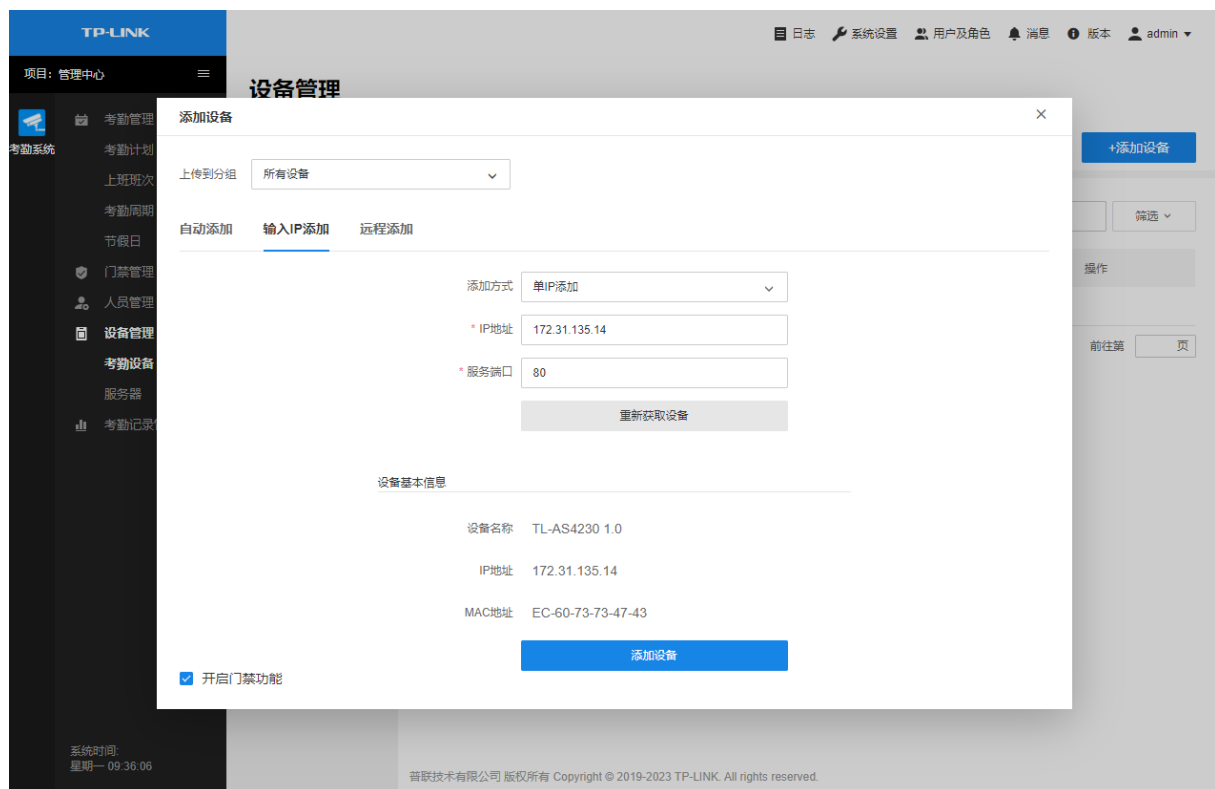 TP-LINK
日志 系统设置 用户及角色 消息 版本 admin
项目：管理中心
设备管理
考勤系统
考勤管理
考勤计划
上班班次
考勤周期
节假日
门禁管理
人员管理
设备管理
考勤设备
服务器
考勤记录
系统时间:
星期一 09:36:06
+添加设备
筛选
操作
前往第 页
添加设备
上传到分组 所有设备
自动添加 输入IP添加 远程添加
添加方式 单IP添加
* IP地址 172.31.135.14
* 服务端口 80
重新获取设备
设备基本信息
设备名称 TL-AS4230 1.0
IP地址 172.31.135.14
MAC地址 EC-60-73-73-47-43
添加设备
开启门禁功能
普联技术有限公司 版权所有 Copyright © 2019-2023 TP-LINK. All rights reserved.